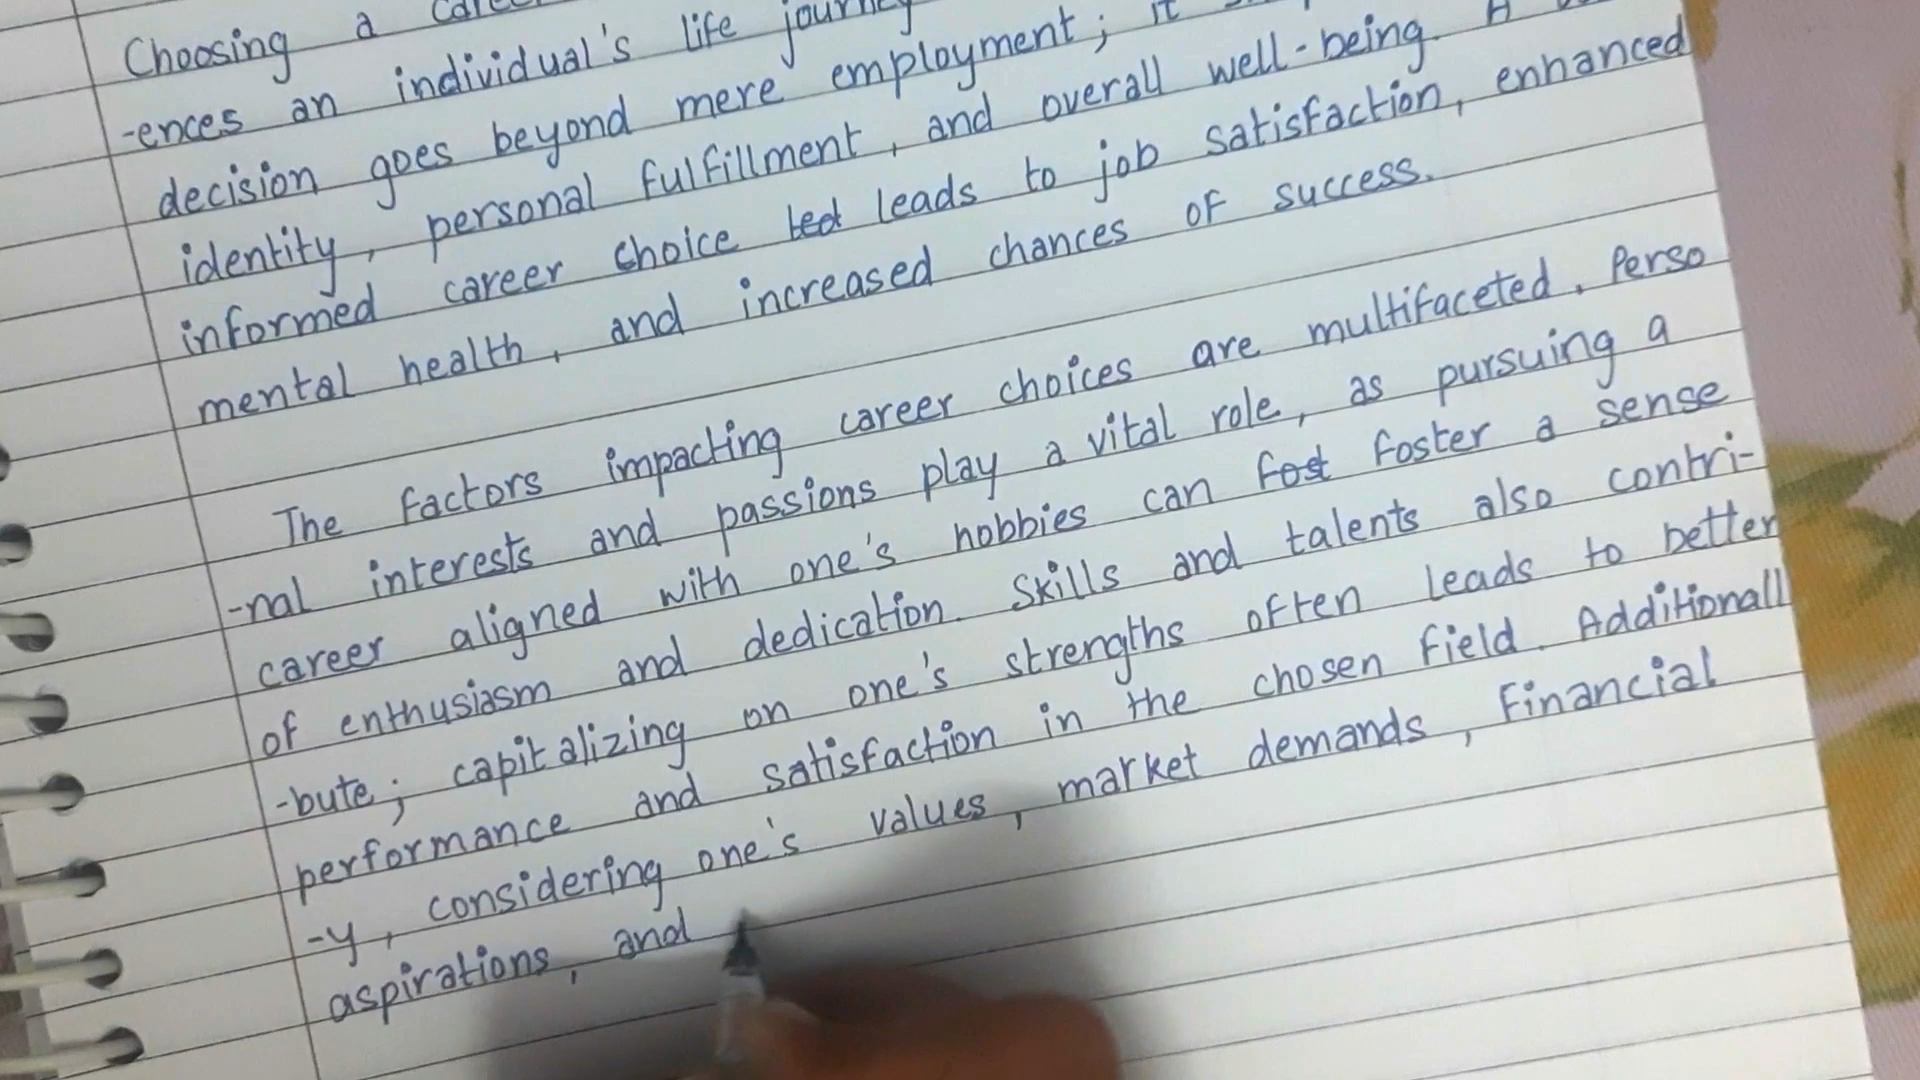 Choosing a
-ences an individual's life journey
decision goes beyond mere employment; it
identity, personal fulfillment, and overall well-being. A
informed career choice led leads to job satisfaction, enhanced
mental health, and increased chances of success.
The factors impacting career choices are multifaceted. Perso
-nal interests and passions play a vital role, as pursuing a
career aligned with one's hobbies can fost foster a sense
of enthusiasm and dedication. Skills and talents also contri-
-bute; capitalizing on one's strengths often leads to better
performance and satisfaction in the chosen field. Additionall
-y, considering one's values, market demands, financial
aspirations, and